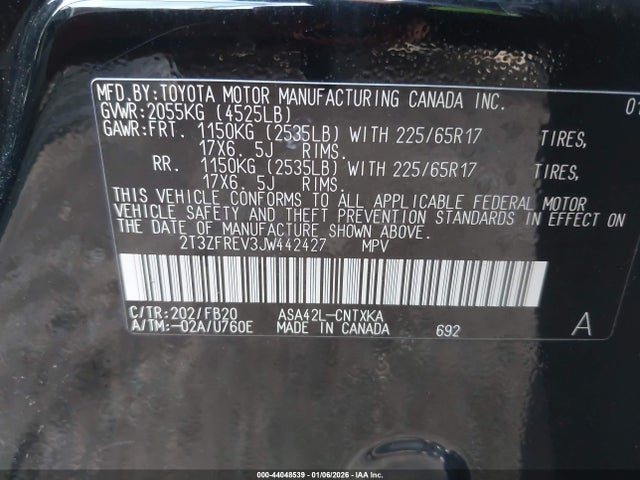 MFD.BY:TOYOTA MOTOR MANUFACTURING CANADA INC.
GVWR:2055KG (4525LB)
GAWR:FRT. 1150KG (2535LB) WITH 225/65R17 TIRES,
17X6.5J RIMS.
RR. 1150KG (2535LB) WITH 225/65R17 TIRES,
17X6.5J RIMS.
THIS VEHICLE CONFORMS TO ALL APPLICABLE FEDERAL MOTOR
VEHICLE SAFETY AND THEFT PREVENTION STANDARDS IN EFFECT ON
THE DATE OF MANUFACTURE SHOWN ABOVE.
2T3ZFREV3JW442427 MPV
C/TR:202/FB20 ASA42L-CNTXKA
A/TM:-02A/U760E MADE IN CANADA 692 A
000-44048539 - 01/06/2026 - IAA Inc.